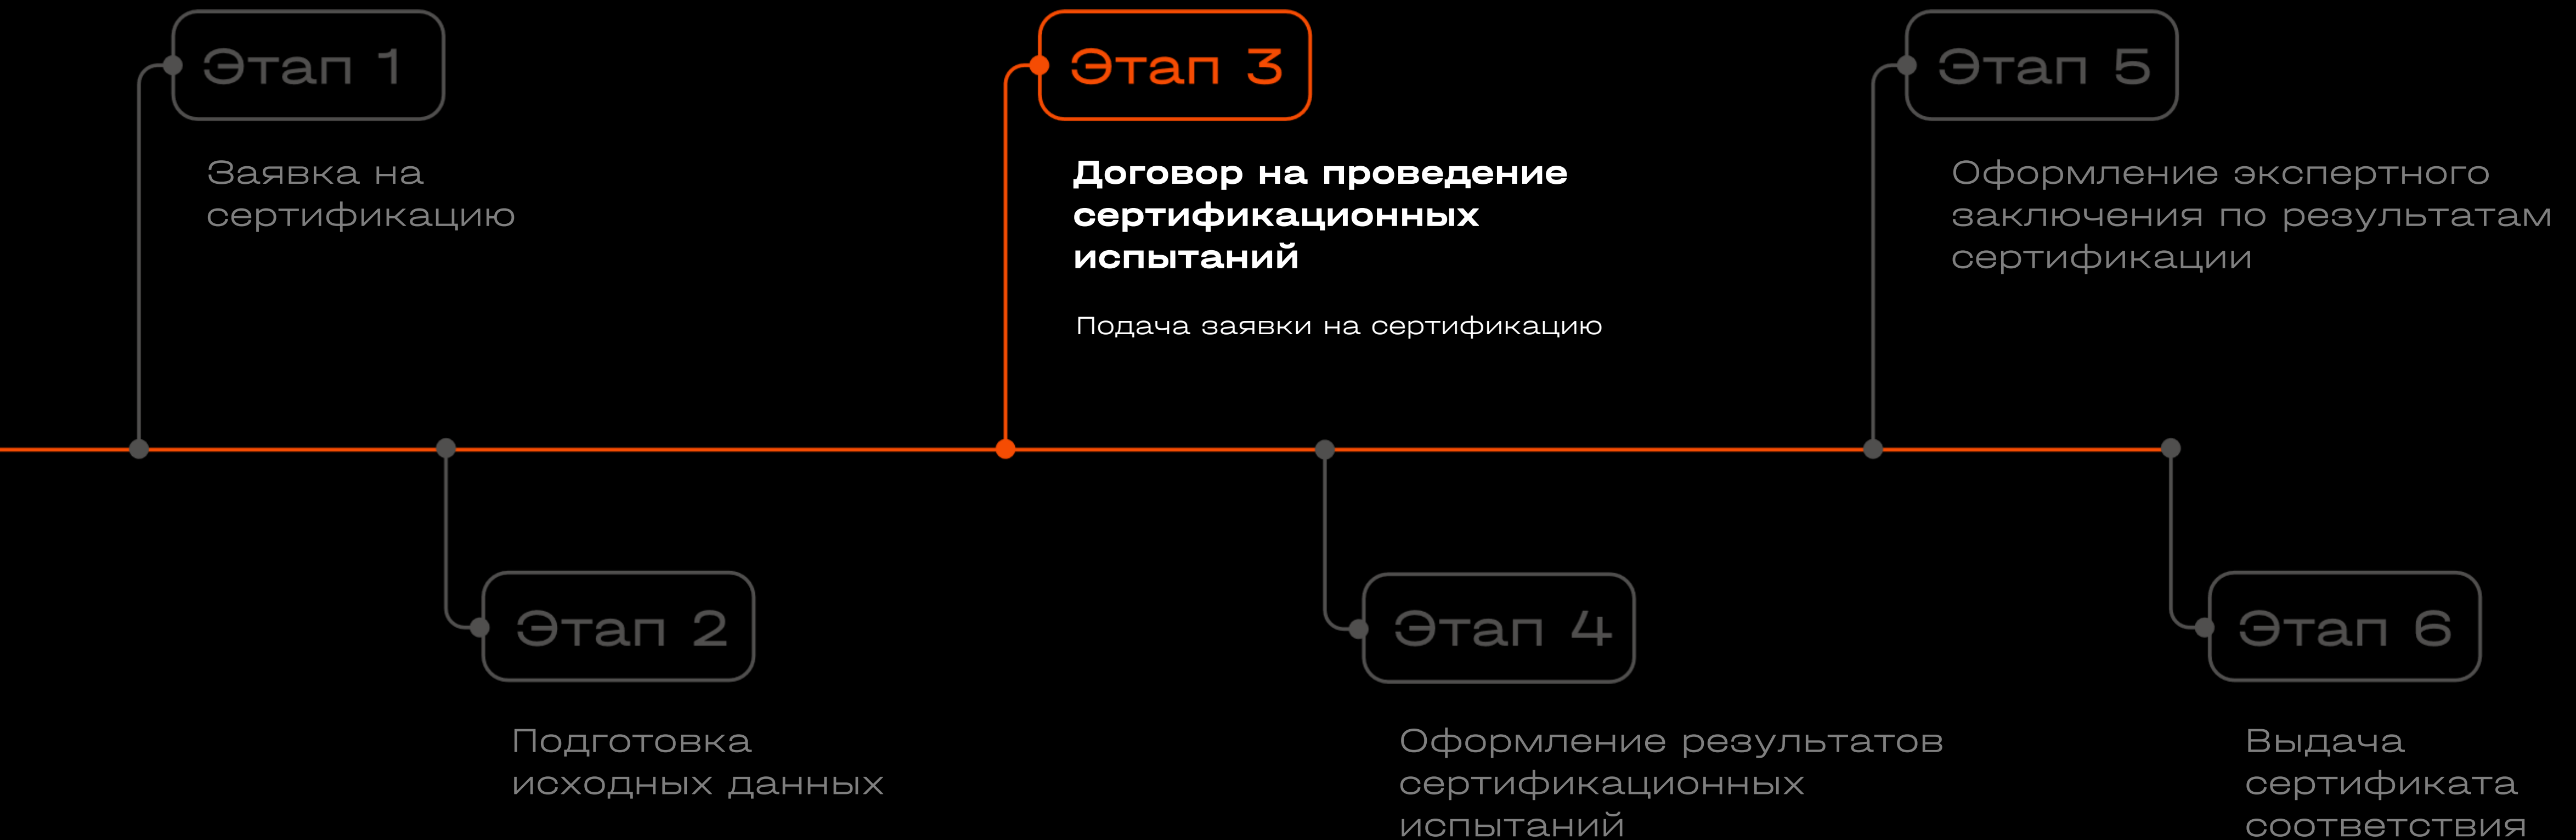 Этап 1
Заявка на
сертификацию
Этап 2
Подготовка
исходных данных
Этап 3
Договор на проведение
сертификационных
испытаний
Подача заявки на сертификацию
Этап 4
Оформление результатов
сертификационных
испытаний
Этап 5
Оформление экспертного
заключения по результатам
сертификации
Этап 6
Выдача
сертификата
соответствия